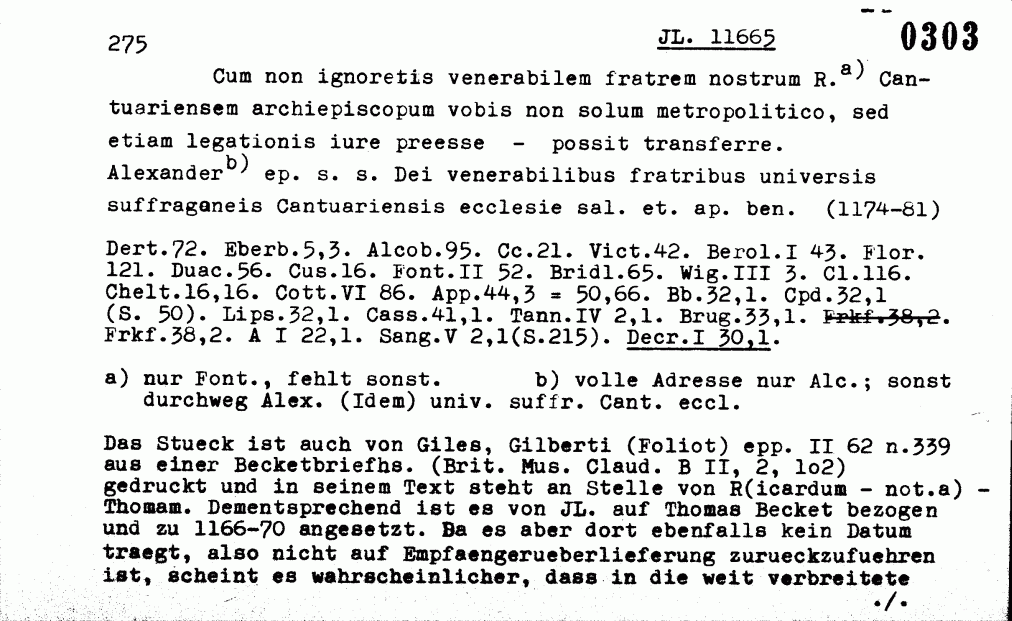 275 JL. 11665 0303
Cum non ignoretis venerabilem fratrem nostrum R.a) Can-
tuariensem archiepiscopum vobis non solum metropolitico, sed
etiam legationis iure preesse - possit transferre.
Alexanderb) ep. s. s. Dei venerabilibus fratribus universis
suffraganeis Cantuariensis ecclesie sal. et. ap. ben. (1174-81)
Dert.72. Eberb.5,3. Alcob.95. Cc.21. Vict.42. Berol.I 43. Flor.
121. Duac.56. Cus.16. Font.II 52. Bridl.65. Wig.III 3. Cl.116.
Chelt.16,16. Cott.VI 86. App.44,3 = 50,66. Bb.32,1. Cpd.32,1
(S. 50). Lips.32,1. Cass.41,1. Tann.IV 2,1. Brug.33,1. Frkf.38,2.
Frkf.38,2. A I 22,1. Sang.V 2,1(S.215). Decr.I 30,1.
a) nur Font., fehlt sonst. b) volle Adresse nur Alc.; sonst
durchweg Alex. (Idem) univ. suffr. Cant. eccl.
Das Stueck ist auch von Giles, Gilberti (Foliot) epp. II 62 n.339
aus einer Becketbriefhs. (Brit. Mus. Claud. B II, 2, lo2)
gedruckt und in seinem Text steht an Stelle von R(icardum - not.a) -
Thomam. Dementsprechend ist es von JL. auf Thomas Becket bezogen
und zu 1166-70 angesetzt. Ba es aber dort ebenfalls kein Datum
traegt, also nicht auf Empfaengerueberlieferung zurueckzufuehren
ist, scheint es wahrscheinlicher, dass in die weit verbreitete
./.